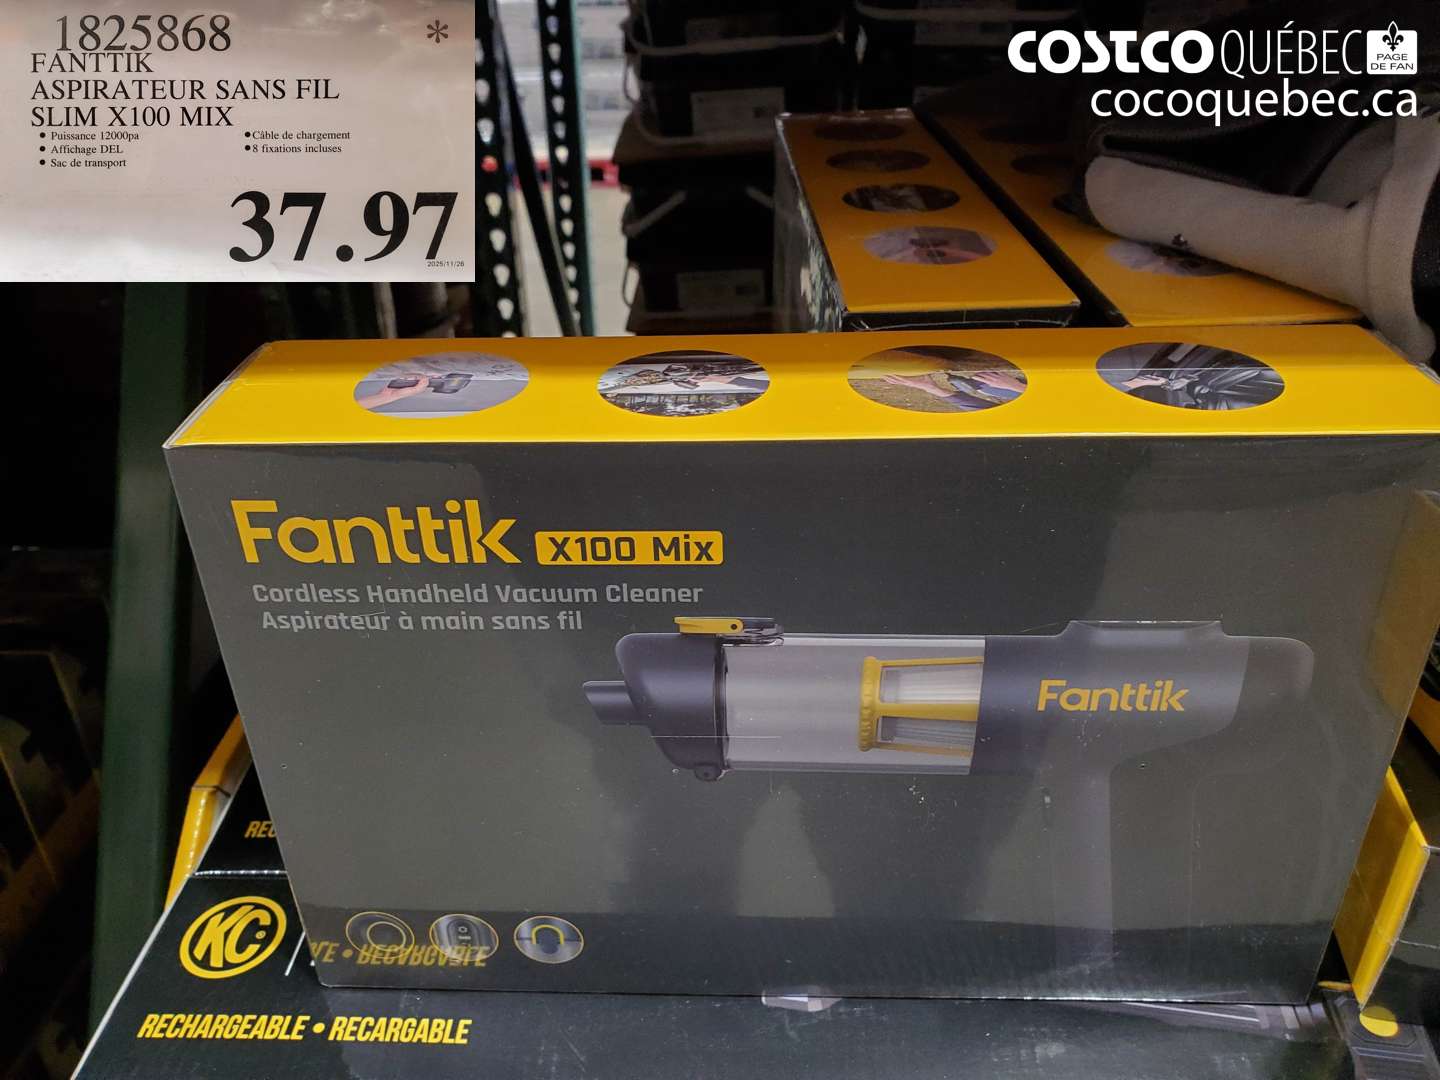 1825868 *
FANTTIK
ASPIRATEUR SANS FIL
SLIM X100 MIX
• Puissance 12000pa
• Affichage DEL
• Sac de transport
• Câble de chargement
• 8 fixations incluses
37.97
2025/11/26
COSTCO QUÉBEC PAGE DE FAN
cocoquebec.ca
Fanttik X100 Mix
Cordless Handheld Vacuum Cleaner
Aspirateur à main sans fil
Fanttik
KC
RECHARGEABLE • RECARGABLE